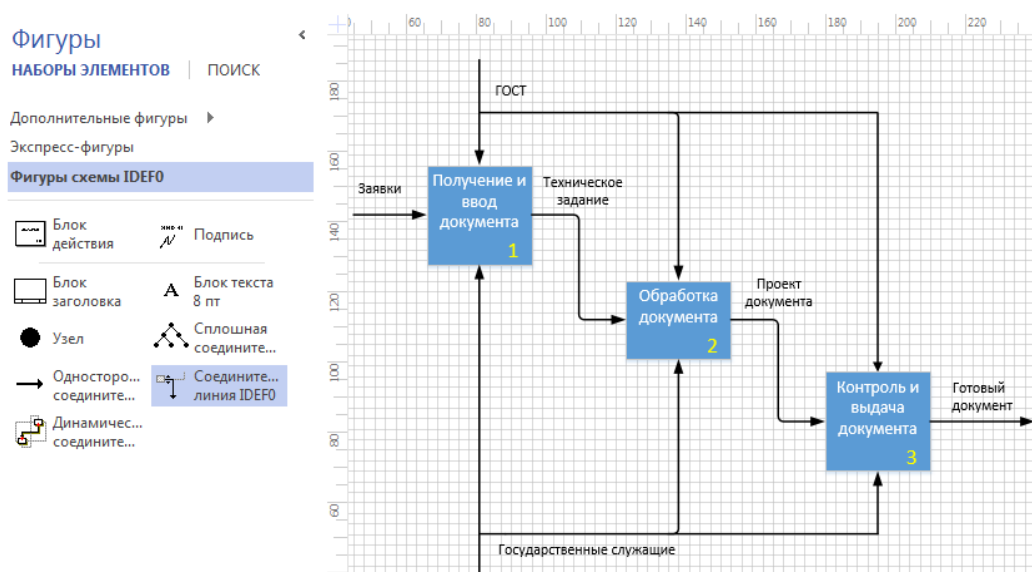 Фигуры
НАБОРЫ ЭЛЕМЕНТОВ
ПОИСК
Дополнительные фигуры
Экспресс-фигуры
Фигуры схемы IDEF0
Блок
действия
Подпись
Блок
заголовка
A
Блок текста
8 пт
Узел
Сплошная
соедините...
Односторо...
соедините...
Соедините...
линия IDEF0
Динамичес...
соедините...
60 80 100 120 140 160 180 200 220
180
160
140
120
100
80
60
ГОСТ
Заявки
Получение и
ввод
документа
1
Техническое
задание
Обработка
документа
2
Проект
документа
Контроль и
выдача
документа
3
Готовый
документ
Государственные служащие